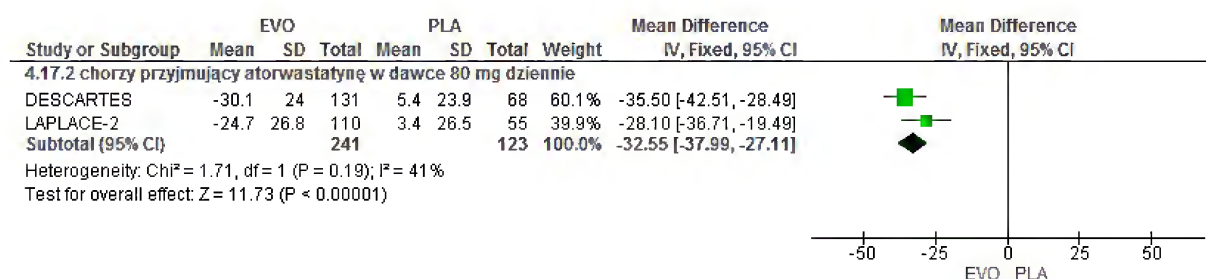 EVO PLA Mean Difference Mean Difference
Study or Subgroup Mean SD Total Mean SD Total Weight IV, Fixed, 95% CI IV, Fixed, 95% CI
4.17.2 chorzy przyjmujący atorwastatynę w dawce 80 mg dziennie
DESCARTES -30.1 24 131 5.4 23.9 68 60.1% -35.50 [-42.51, -28.49]
LAPLACE-2 -24.7 26.8 110 3.4 26.5 55 39.9% -28.10 [-36.71, -19.49]
Subtotal (95% CI) 241 123 100.0% -32.55 [-37.99, -27.11]
Heterogeneity: Chi² = 1.71, df = 1 (P = 0.19); I² = 41%
Test for overall effect: Z = 11.73 (P < 0.00001)
-50 -25 0 25 50
EVO PLA